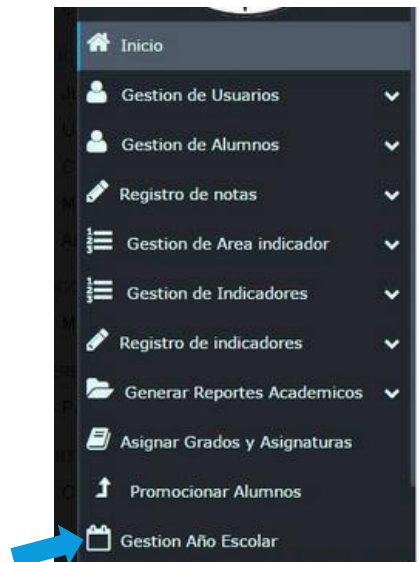 Inicio
Gestion de Usuarios
Gestion de Alumnos
Registro de notas
Gestion de Area indicador
Gestion de Indicadores
Registro de indicadores
Generar Reportes Academicos
Asignar Grados y Asignaturas
Promocionar Alumnos
Gestion Año Escolar